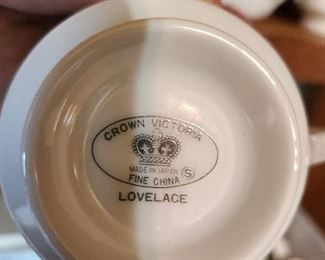 CROWN VICTORIA
MADE IN JAPAN
S
FINE CHINA
LOVELACE